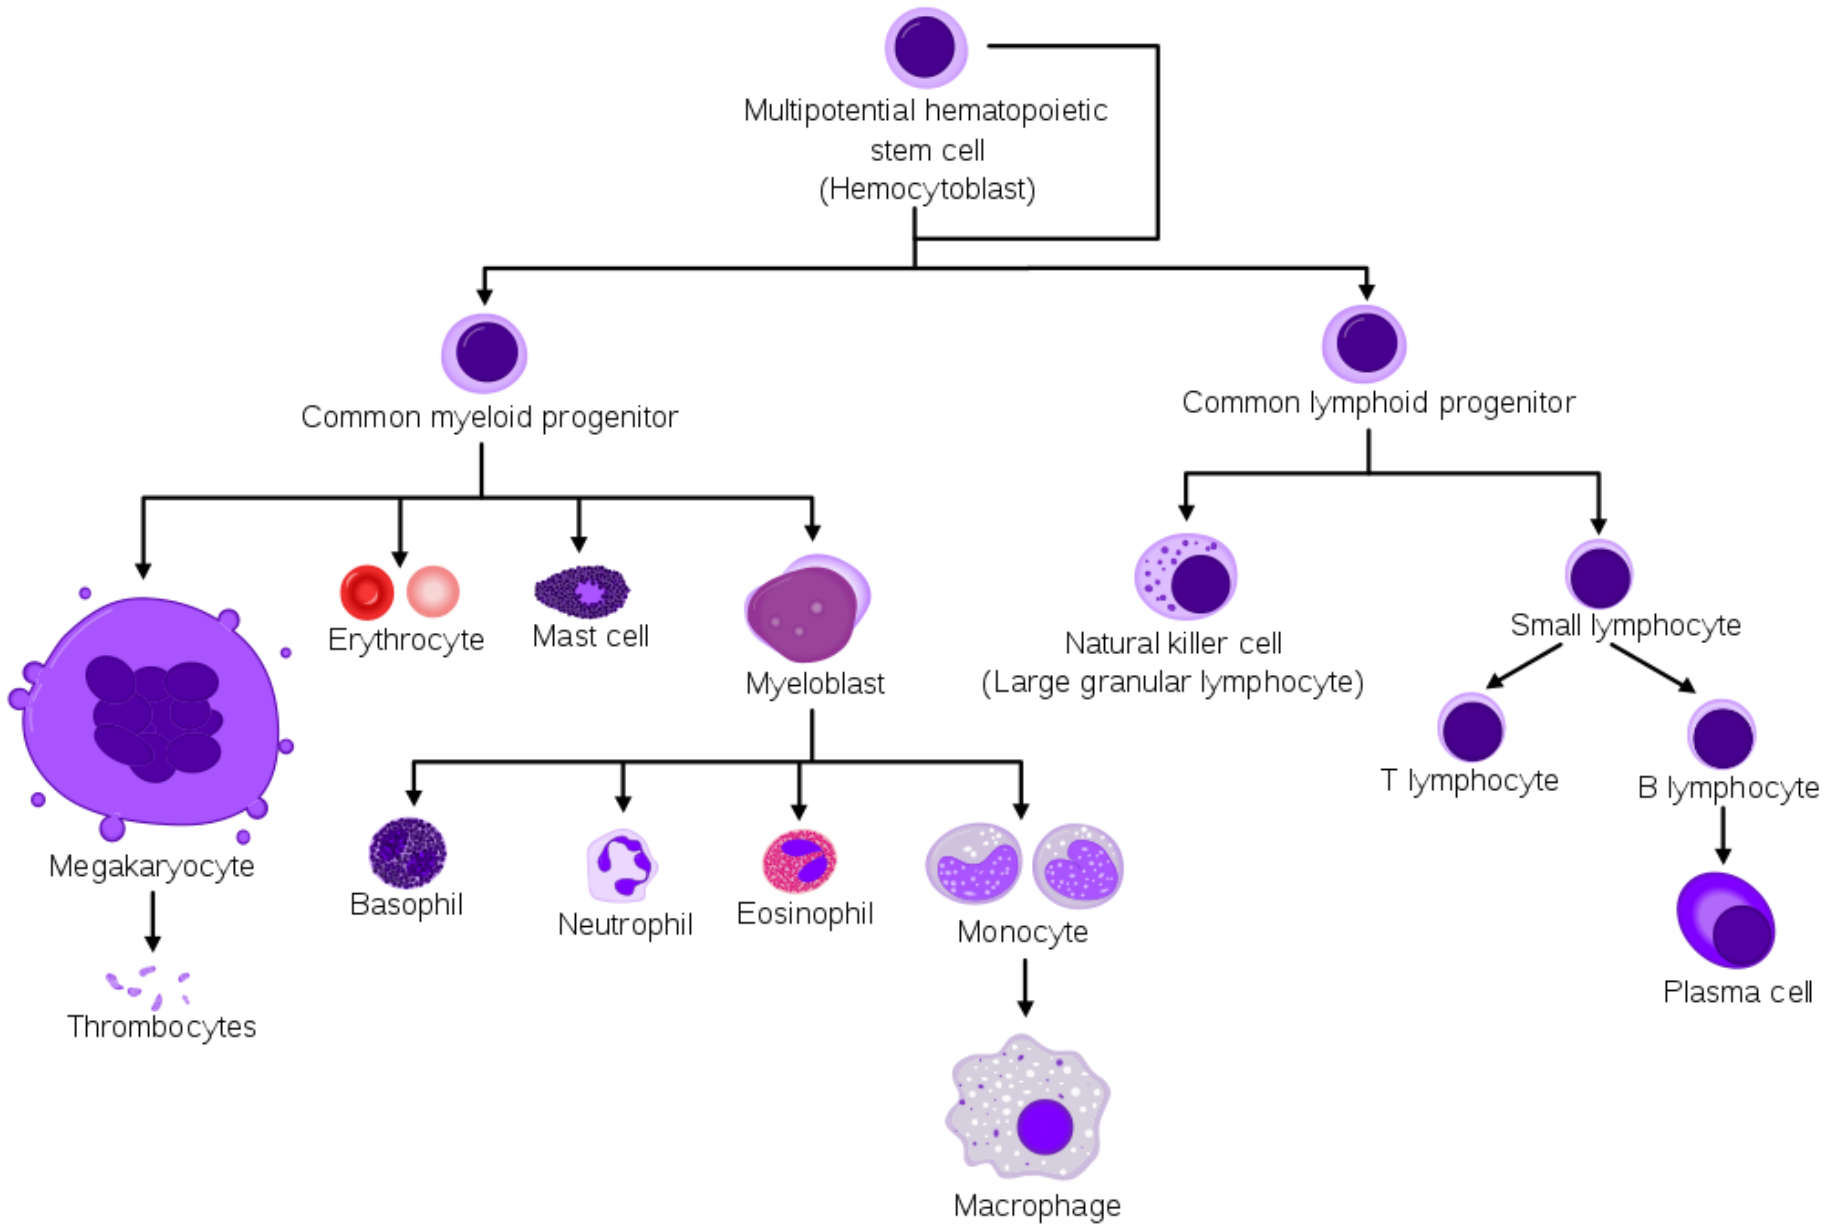 Multipotential hematopoietic
stem cell
(Hemocytoblast)
Common myeloid progenitor
Common lymphoid progenitor
Erythrocyte
Mast cell
Myeloblast
Natural killer cell
(Large granular lymphocyte)
Small lymphocyte
T lymphocyte
B lymphocyte
Megakaryocyte
Basophil
Neutrophil
Eosinophil
Monocyte
Plasma cell
Thrombocytes
Macrophage